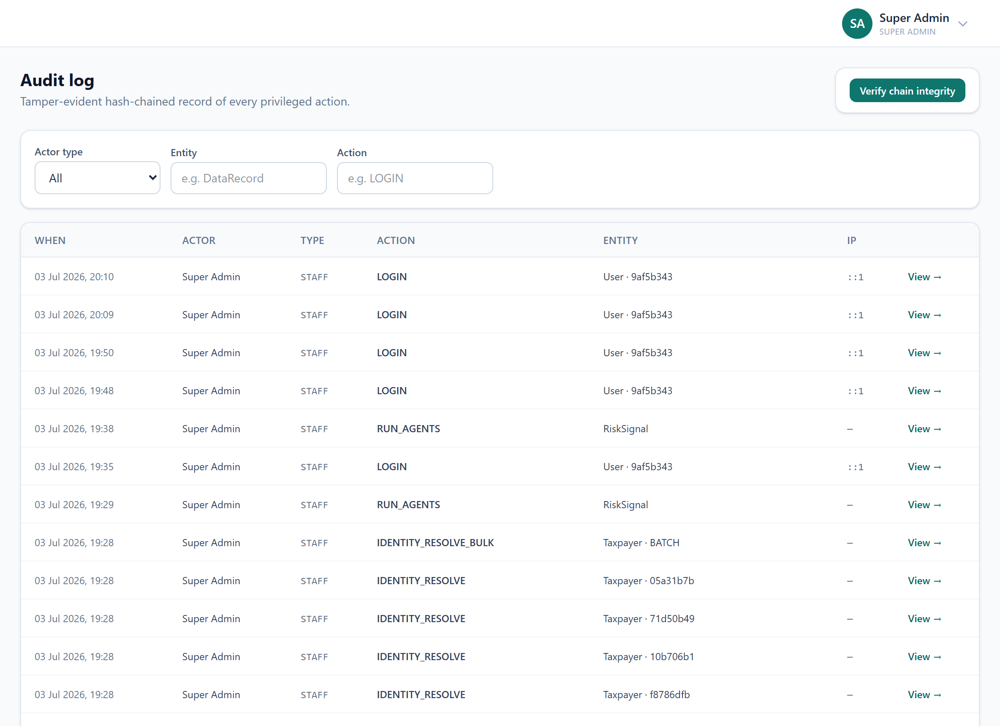 SA
Super Admin
SUPER ADMIN
Audit log
Tamper-evident hash-chained record of every privileged action.
Verify chain integrity
Actor type
All
Entity
e.g. DataRecord
Action
e.g. LOGIN
WHEN ACTOR TYPE ACTION ENTITY IP
03 Jul 2026, 20:10 Super Admin STAFF LOGIN User · 9af5b343 ::1 View →
03 Jul 2026, 20:09 Super Admin STAFF LOGIN User · 9af5b343 ::1 View →
03 Jul 2026, 19:50 Super Admin STAFF LOGIN User · 9af5b343 ::1 View →
03 Jul 2026, 19:48 Super Admin STAFF LOGIN User · 9af5b343 ::1 View →
03 Jul 2026, 19:38 Super Admin STAFF RUN_AGENTS RiskSignal — View →
03 Jul 2026, 19:35 Super Admin STAFF LOGIN User · 9af5b343 ::1 View →
03 Jul 2026, 19:29 Super Admin STAFF RUN_AGENTS RiskSignal — View →
03 Jul 2026, 19:28 Super Admin STAFF IDENTITY_RESOLVE_BULK Taxpayer · BATCH — View →
03 Jul 2026, 19:28 Super Admin STAFF IDENTITY_RESOLVE Taxpayer · 05a31b7b — View →
03 Jul 2026, 19:28 Super Admin STAFF IDENTITY_RESOLVE Taxpayer · 71d50b49 — View →
03 Jul 2026, 19:28 Super Admin STAFF IDENTITY_RESOLVE Taxpayer · 10b706b1 — View →
03 Jul 2026, 19:28 Super Admin STAFF IDENTITY_RESOLVE Taxpayer · f8786dfb — View →